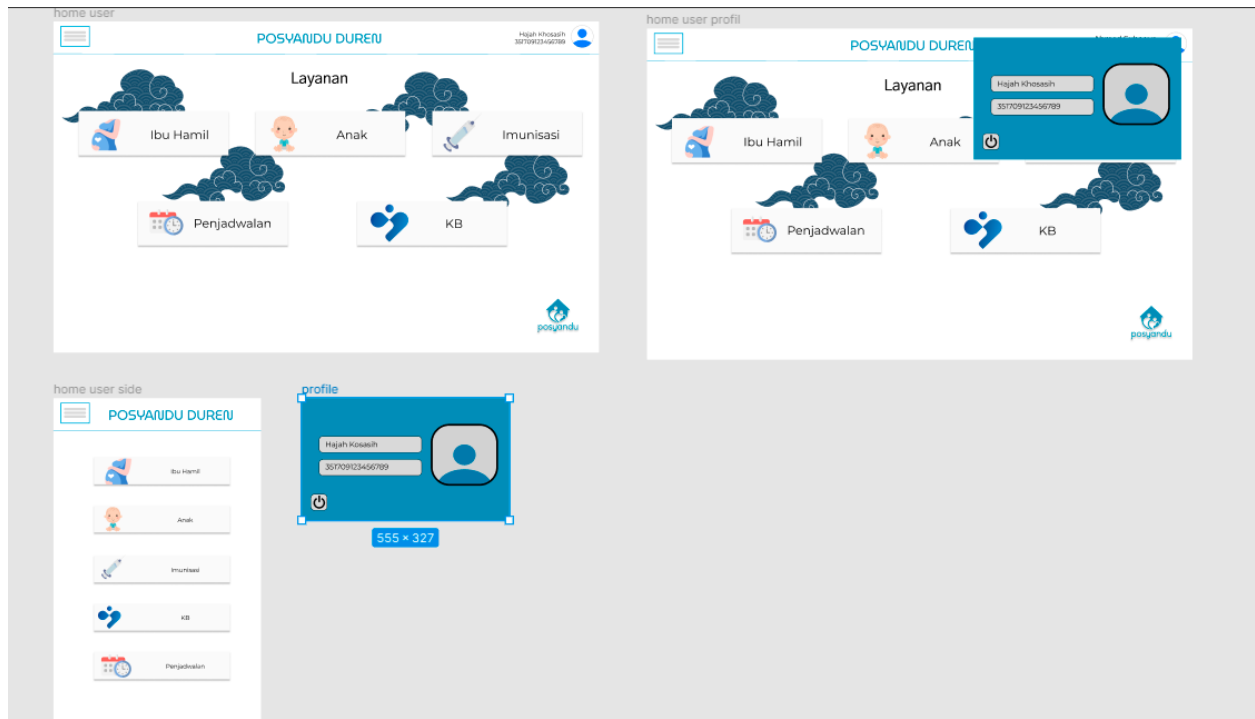 home user
POSYANDU DUREN
Hajah Khosasih
3517709123456789
Layanan
Ibu Hamil
Anak
Imunisasi
Penjadwalan
KB
posyandu
home user profil
POSYANDU DUREN
Layanan
Hajah Khosasih
351709123456789
Ibu Hamil
Anak
Penjadwalan
KB
posyandu
home user side
POSYANDU DUREN
Ibu Hamil
Anak
Imunisasi
KB
Penjadwalan
profile
Hajah Kosasih
351709123456789
555 × 327